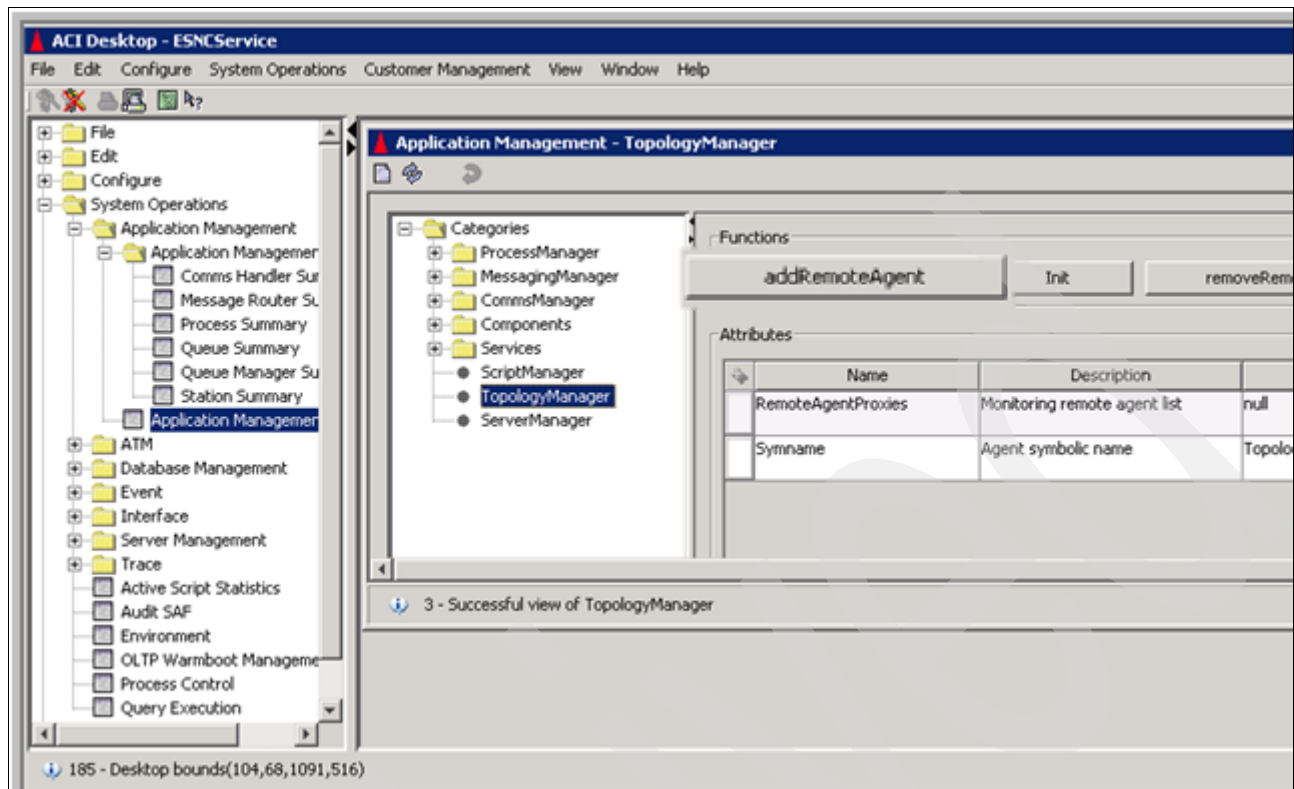 ACI Desktop - ESNCService
File Edit Configure System Operations Customer Management View Window Help
File
Edit
Configure
System Operations
Application Management
Application Managemen
Comms Handler Sur
Message Router Su
Process Summary
Queue Summary
Queue Manager Su
Station Summary
Application Managemen
ATM
Database Management
Event
Interface
Server Management
Trace
Active Script Statistics
Audit SAF
Environment
OLTP Warmboot Manageme
Process Control
Query Execution
Application Management - TopologyManager
Categories
ProcessManager
MessagingManager
CommsManager
Components
Services
ScriptManager
TopologyManager
ServerManager
Functions
addRemoteAgent Init removeRem
Attributes
Name Description
RemoteAgentProxies Monitoring remote agent list null
Symname Agent symbolic name Topolo
3 - Successful view of TopologyManager
185 - Desktop bounds(104,68,1091,516)